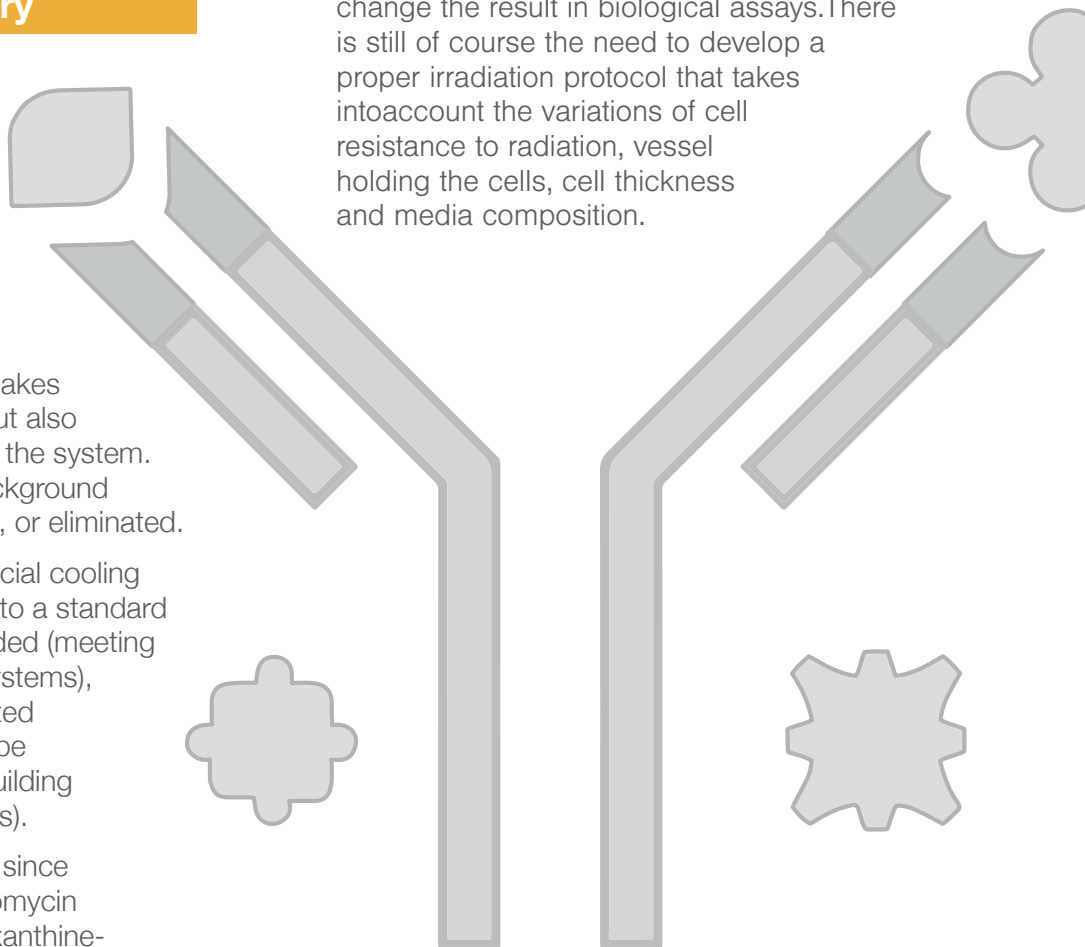 ry
change the result in biological assays.There
is still of course the need to develop a
proper irradiation protocol that takes
intoaccount the variations of cell
resistance to radiation, vessel
holding the cells, cell thickness
and media composition.
akes
ut also
the system.
ckground
, or eliminated.
cial cooling
to a standard
ded (meeting
ystems),
ted
be
uilding
s).
since
omycin
xanthine-